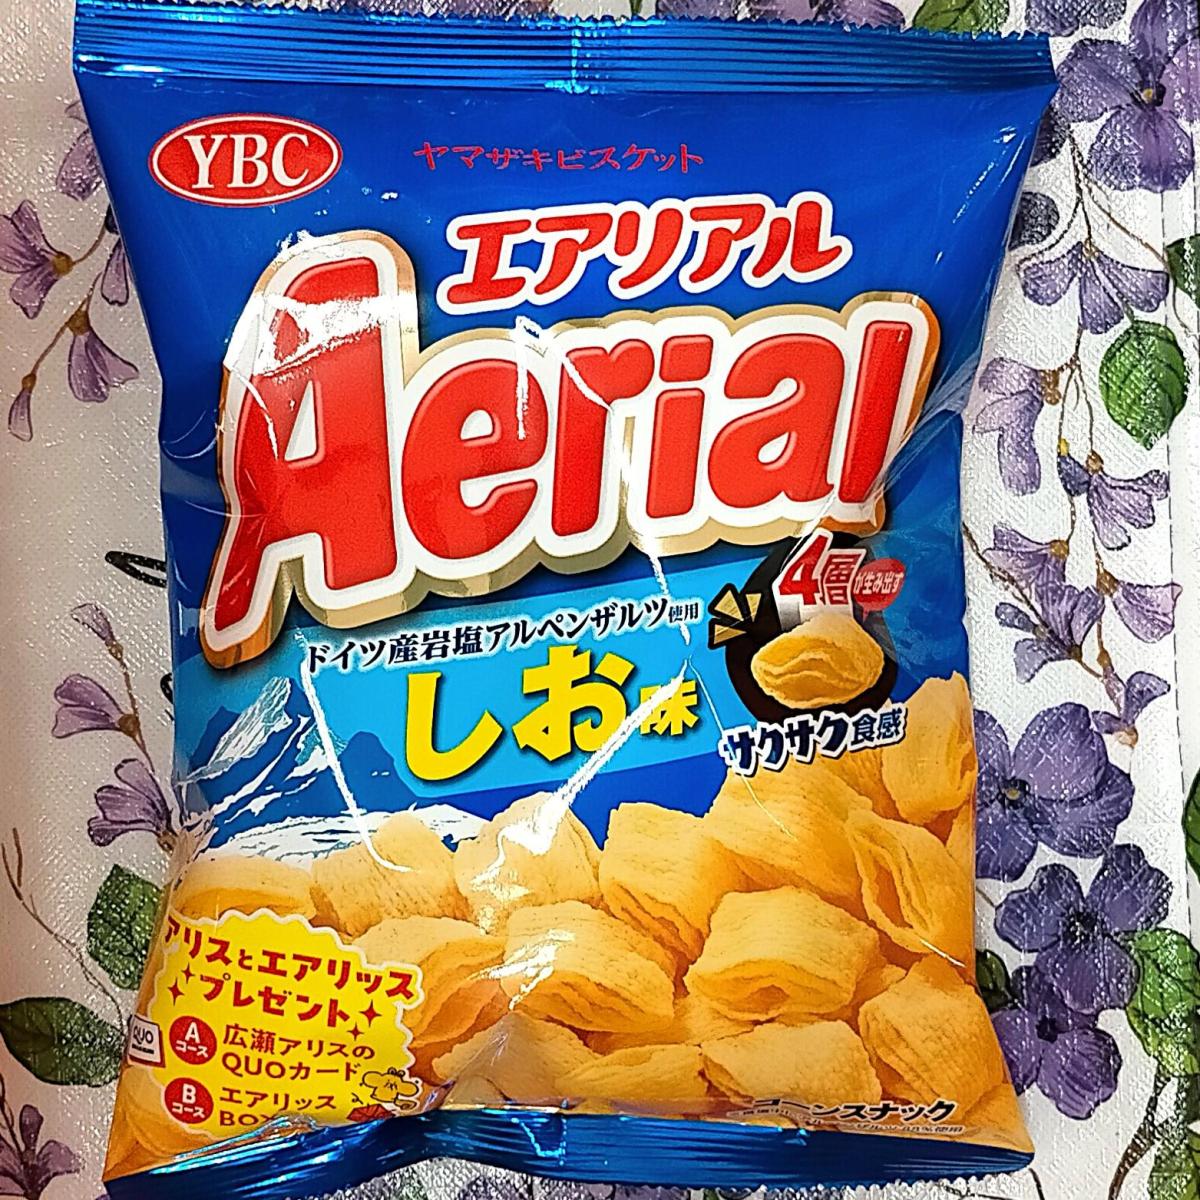 YBC
ヤマザキビスケット
エアリアル
Aerial
4層が生み出す
サクサク食感
ドイツ産岩塩アルペンザルツ使用
しお味
アリスとエアリッス
プレゼント
Aコース
広瀬アリスの
QUOカード
QUO
Bコース
エアリッス
BOX
コーンスナック